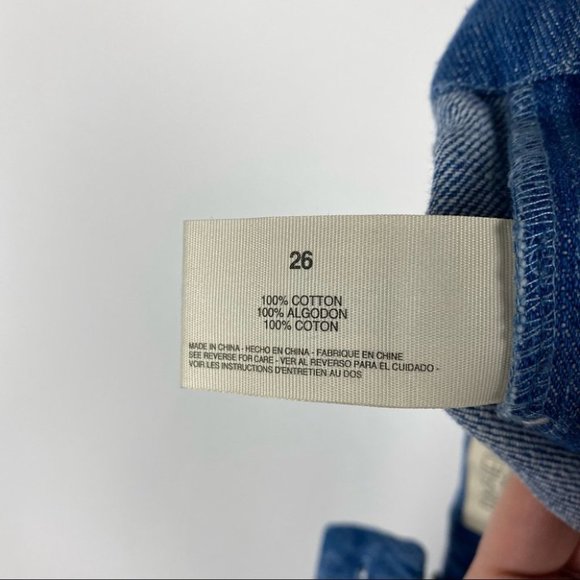 26
100% COTTON
100% ALGODON
100% COTON
MADE IN CHINA - HECHO EN CHINA - FABRIQUE EN CHINE
SEE REVERSE FOR CARE - VER AL REVERSO PARA EL CUIDADO -
VOIR LES INSTRUCTIONS D'ENTRETIEN AU DOS